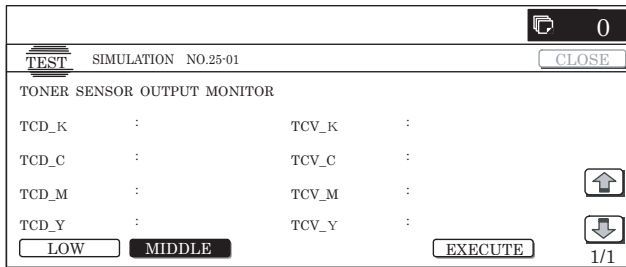 0
TEST SIMULATION NO.25-01 CLOSE
TONER SENSOR OUTPUT MONITOR
TCD_K : TCV_K :
TCD_C : TCV_C :
TCD_M : TCV_M :
TCD_Y : TCV_Y :
LOW MIDDLE EXECUTE 1/1